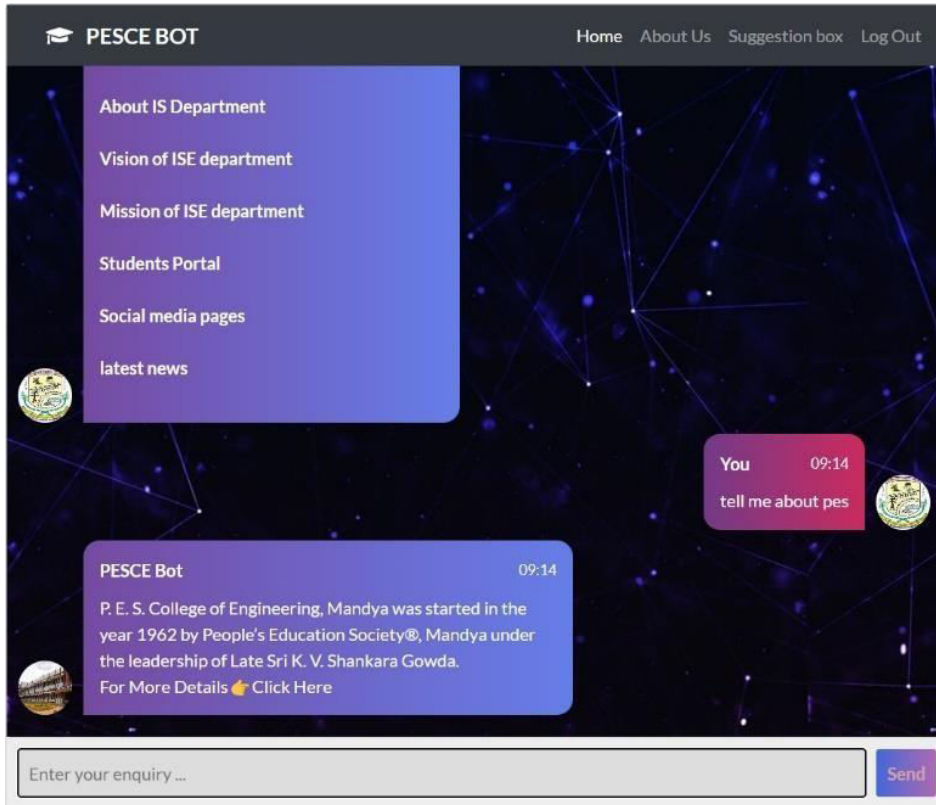 PESCE BOT
Home About Us Suggestion box Log Out
About IS Department
Vision of ISE department
Mission of ISE department
Students Portal
Social media pages
latest news
You 09:14
tell me about pes
PESCE Bot 09:14
P. E. S. College of Engineering, Mandya was started in the
year 1962 by People's Education Society®, Mandya under
the leadership of Late Sri K. V. Shankara Gowda.
For More Details 👉 Click Here
Enter your enquiry ...
Send